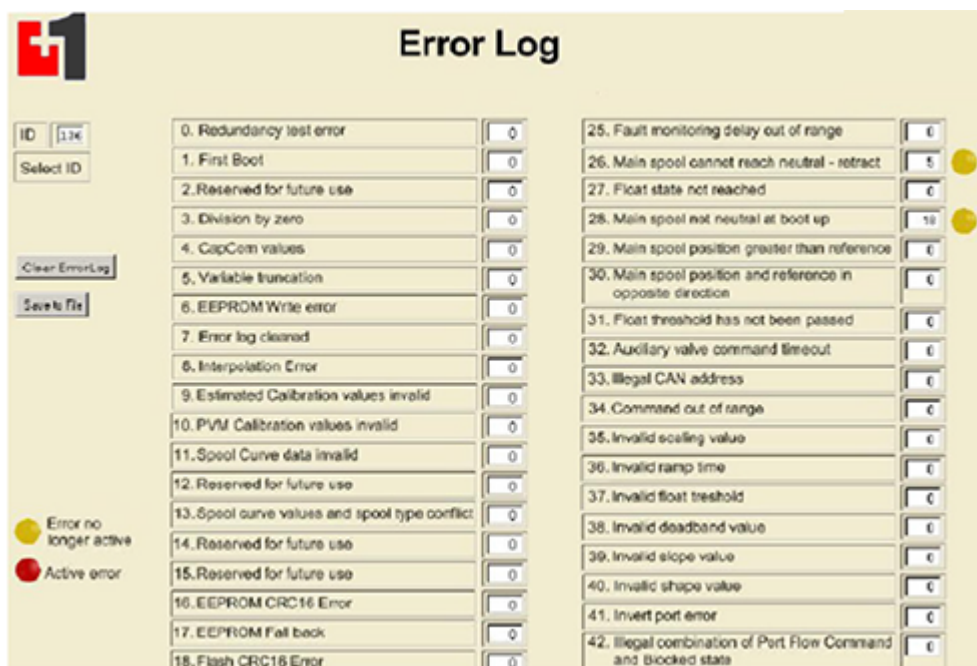 Error Log
ID
Select ID
Clear ErrorLog
Save to File
Error no
longer active
Active error
0. Redundancy test error 0
1. First Boot 0
2. Reserved for future use 0
3. Division by zero 0
4. CapCom values 0
5. Variable truncation 0
6. EEPROM Write error 0
7. Error log cleared 0
8. Interpolation Error 0
9. Estimated Calibration values invalid 0
10. PVM Calibration values invalid 0
11. Spool Curve data invalid 0
12. Reserved for future use 0
13. Spool curve values and spool type conflict 0
14. Reserved for future use 0
15. Reserved for future use 0
16. EEPROM CRC16 Error 0
17. EEPROM Fall back 0
18. Flash CRC16 Error 0
25. Fault monitoring delay out of range 0
26. Main spool cannot reach neutral - retract 5
27. Float state not reached 0
28. Main spool not neutral at boot up
29. Main spool position greater than reference 0
30. Main spool position and reference in
opposite direction 0
31. Float threshold has not been passed 0
32. Auxiliary valve command timeout 0
33. Illegal CAN address 0
34. Command out of range 0
35. Invalid scaling value 0
36. Invalid ramp time 0
37. Invalid float treshold 0
38. Invalid deadband value 0
39. Invalid slope value 0
40. Invalid shape value 0
41. Invert port error 0
42. Illegal combination of Port Flow Command
and Blocked state 0